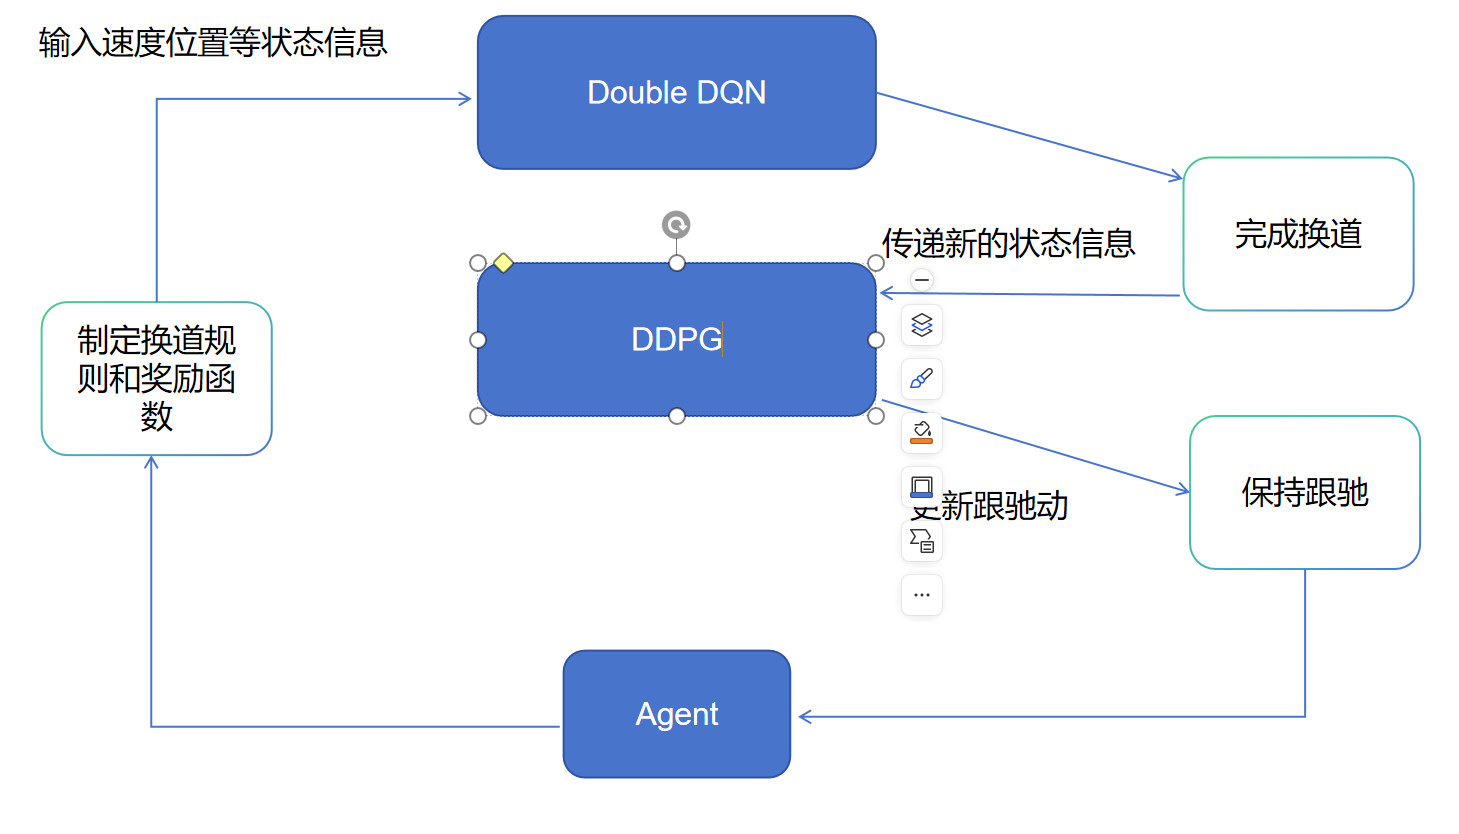 输入速度位置等状态信息
Double DQN
完成换道
传递新的状态信息
DDPG
制定换道规
则和奖励函
数
保持跟驰
更新跟驰动
Agent